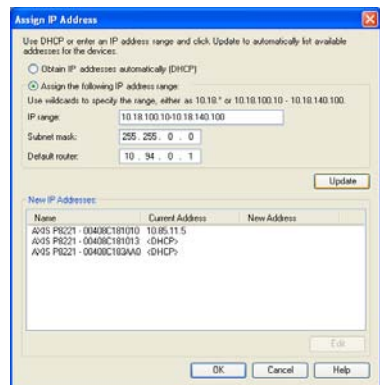 Assign IP Address
Use DHCP or enter an IP address range and click Update to automatically list available
addresses for the devices.
Obtain IP addresses automatically (DHCP)
Assign the following IP address range:
Use wildcards to specify the range, either as 10.18.* or 10.18.100.10 - 10.18.140.100.
IP range: 10.18.100.10-10.18.140.100
Subnet mask: 255 . 255 . 0 . 0
Default router: 10 . 94 . 0 . 1
Update
New IP Addresses:
Name Current Address New Address
AXIS P8221 - 00408C181010 10.85.11.5
AXIS P8221 - 00408C181013 <DHCP>
AXIS P8221 - 00408C183AA0 <DHCP>
Edit
OK Cancel Help